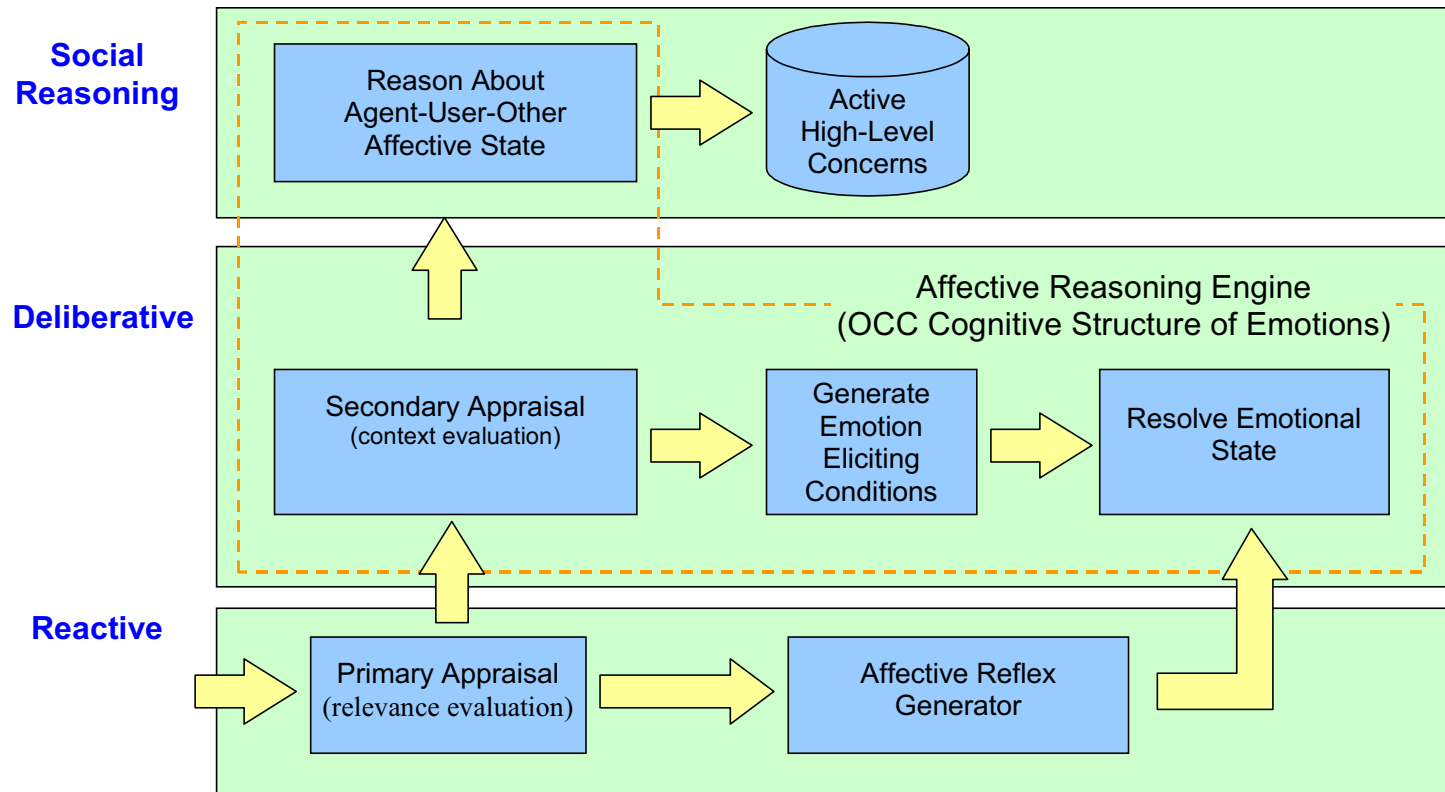 Social
Reasoning
Reason About
Agent-User-Other
Affective State
Active
High-Level
Concerns
Deliberative
Affective Reasoning Engine
(OCC Cognitive Structure of Emotions)
Secondary Appraisal
(context evaluation)
Generate
Emotion
Eliciting
Conditions
Resolve Emotional
State
Reactive
Primary Appraisal
(relevance evaluation)
Affective Reflex
Generator